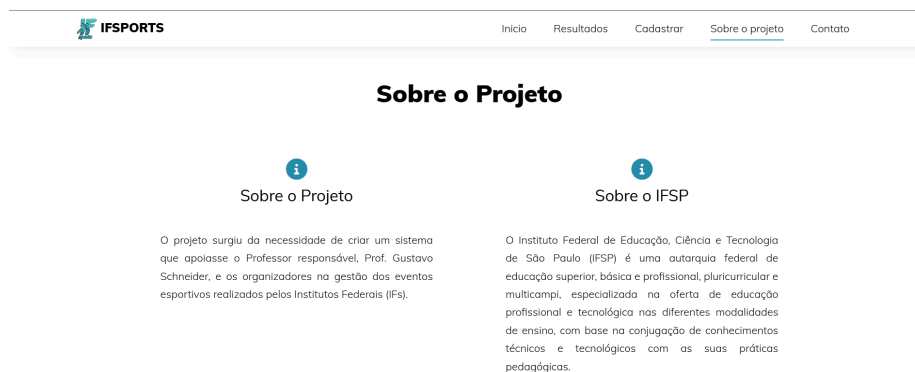 IFSPORTS
Inicio Resultados Cadastrar Sobre o projeto Contato
Sobre o Projeto
Sobre o Projeto
O projeto surgiu da necessidade de criar um sistema
que apoiasse o Professor responsável, Prof. Gustavo
Schneider, e os organizadores na gestão dos eventos
esportivos realizados pelos Institutos Federais (IFs).
Sobre o IFSP
O Instituto Federal de Educação, Ciência e Tecnologia
de São Paulo (IFSP) é uma autarquia federal de
educação superior, básica e profissional, pluricurricular e
multicampi, especializada na oferta de educação
profissional e tecnológica nas diferentes modalidades
de ensino, com base na conjugação de conhecimentos
técnicos e tecnológicos com as suas práticas
pedagógicas.